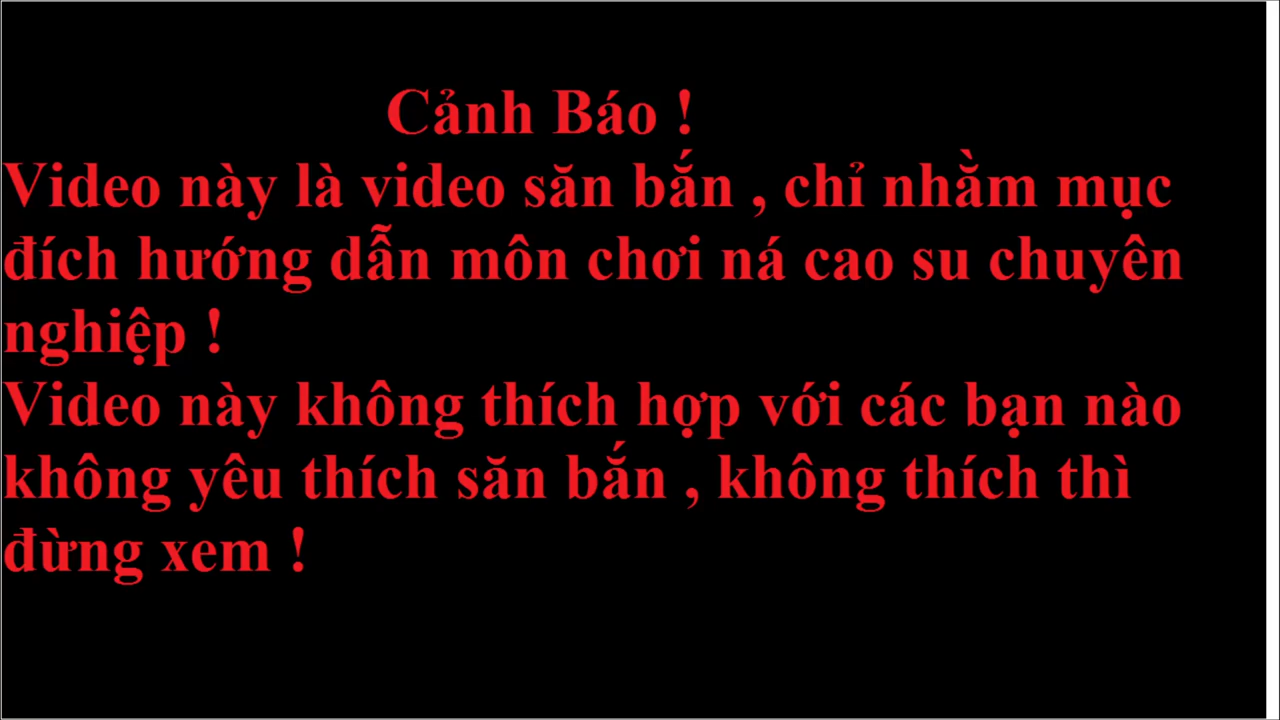 Cảnh Báo !
Video này là video săn bắn , chỉ nhằm mục
đích hướng dẫn môn chơi ná cao su chuyên
nghiệp !
Video này không thích hợp với các bạn nào
không yêu thích săn bắn , không thích thì
đừng xem !